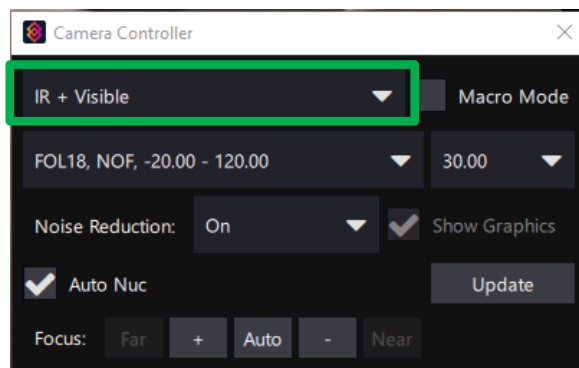 Camera Controller
IR + Visible Macro Mode
FOL18, NOF, -20.00 - 120.00 30.00
Noise Reduction: On Show Graphics
Auto Nuc Update
Focus: Far + Auto - Near